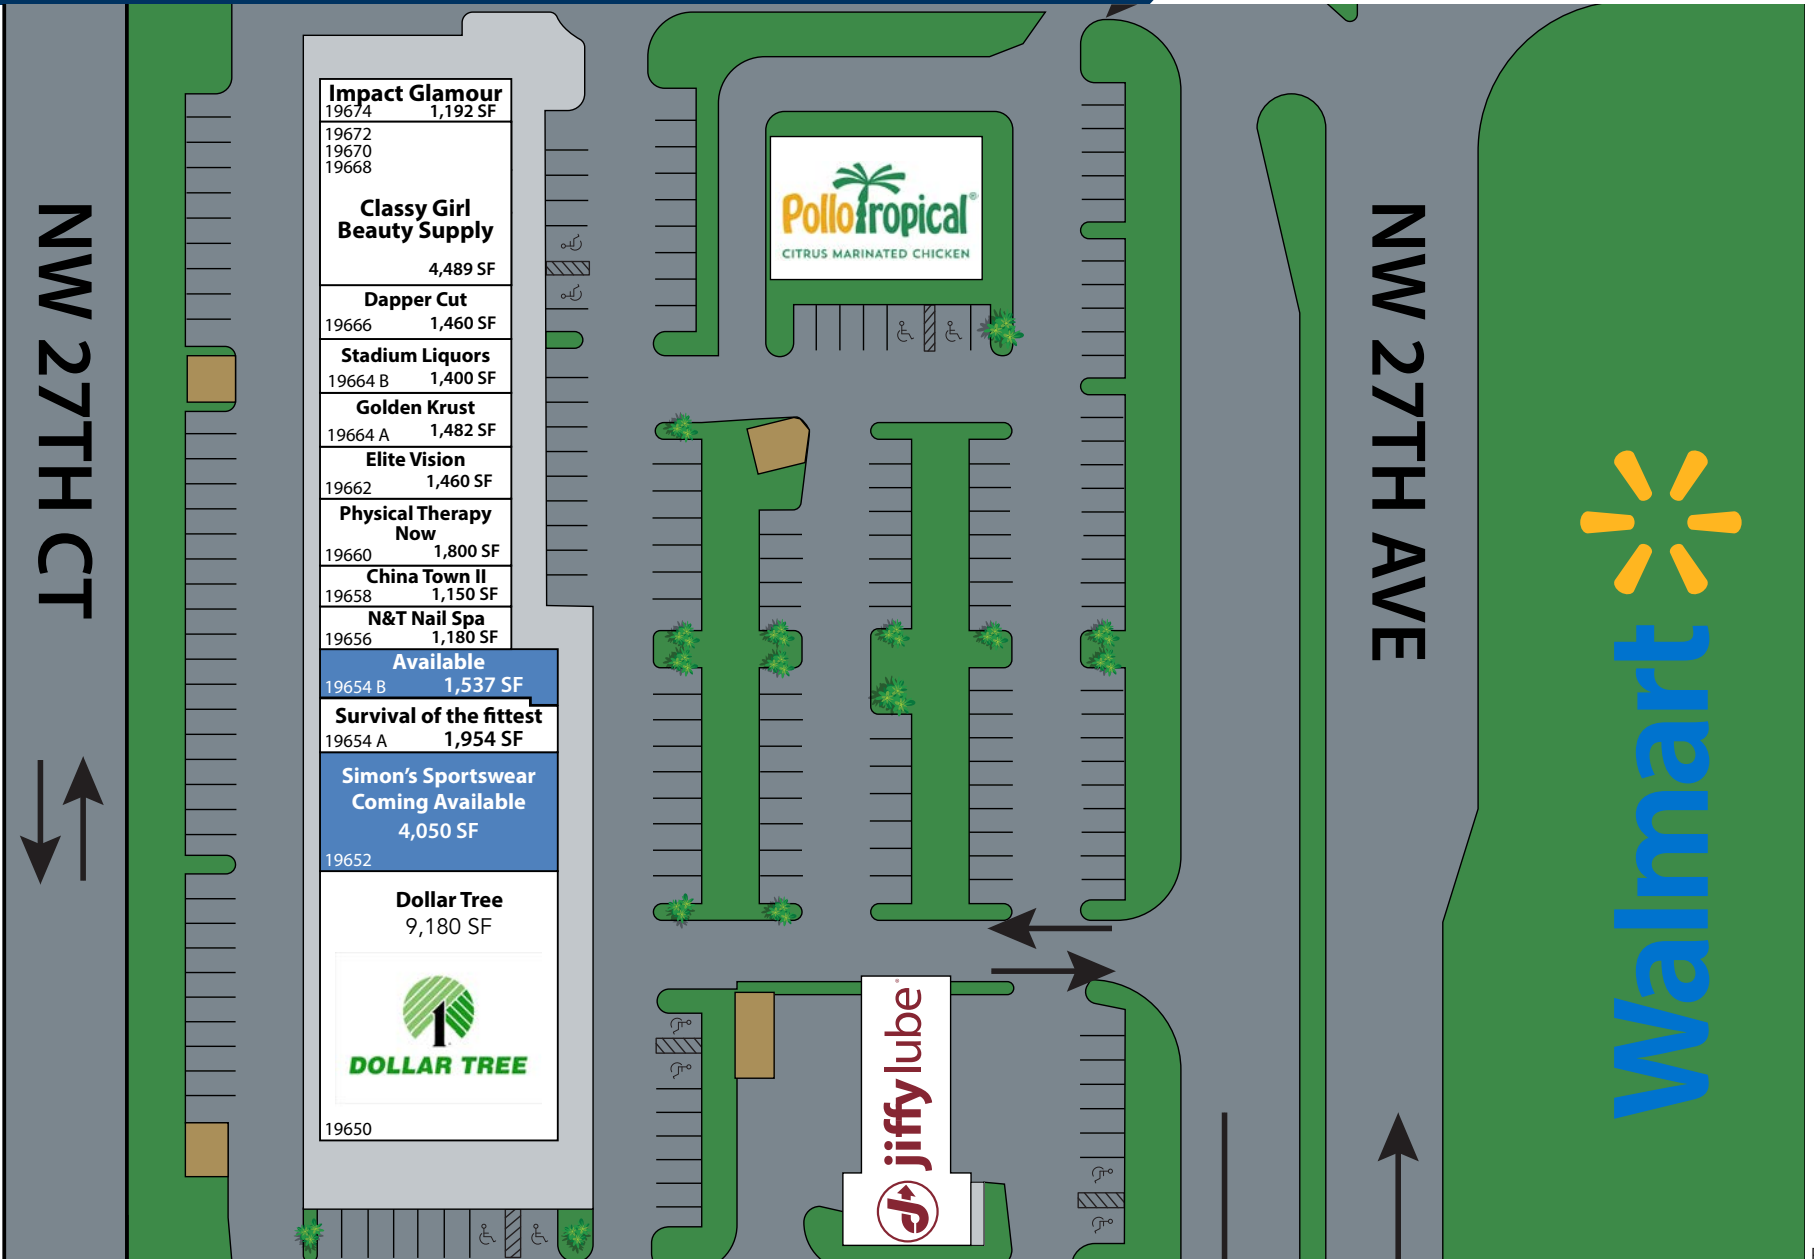 NW 27TH CT
Impact Glamour
19674 1,192 SF
19672
19670
19668
Classy Girl
Beauty Supply
4,489 SF
Dapper Cut
19666 1,460 SF
Stadium Liquors
19664 B 1,400 SF
Golden Krust
19664 A 1,482 SF
Elite Vision
19662 1,460 SF
Physical Therapy
Now
19660 1,800 SF
China Town II
19658 1,150 SF
N&T Nail Spa
19656 1,180 SF
Available
19654 B 1,537 SF
Survival of the fittest
19654 A 1,954 SF
Simon's Sportswear
Coming Available
4,050 SF
19652
Dollar Tree
9,180 SF
1
DOLLAR TREE
19650
Pollo Tropical®
CITRUS MARINATED CHICKEN
jiffy lube
NW 27TH AVE
Walmart